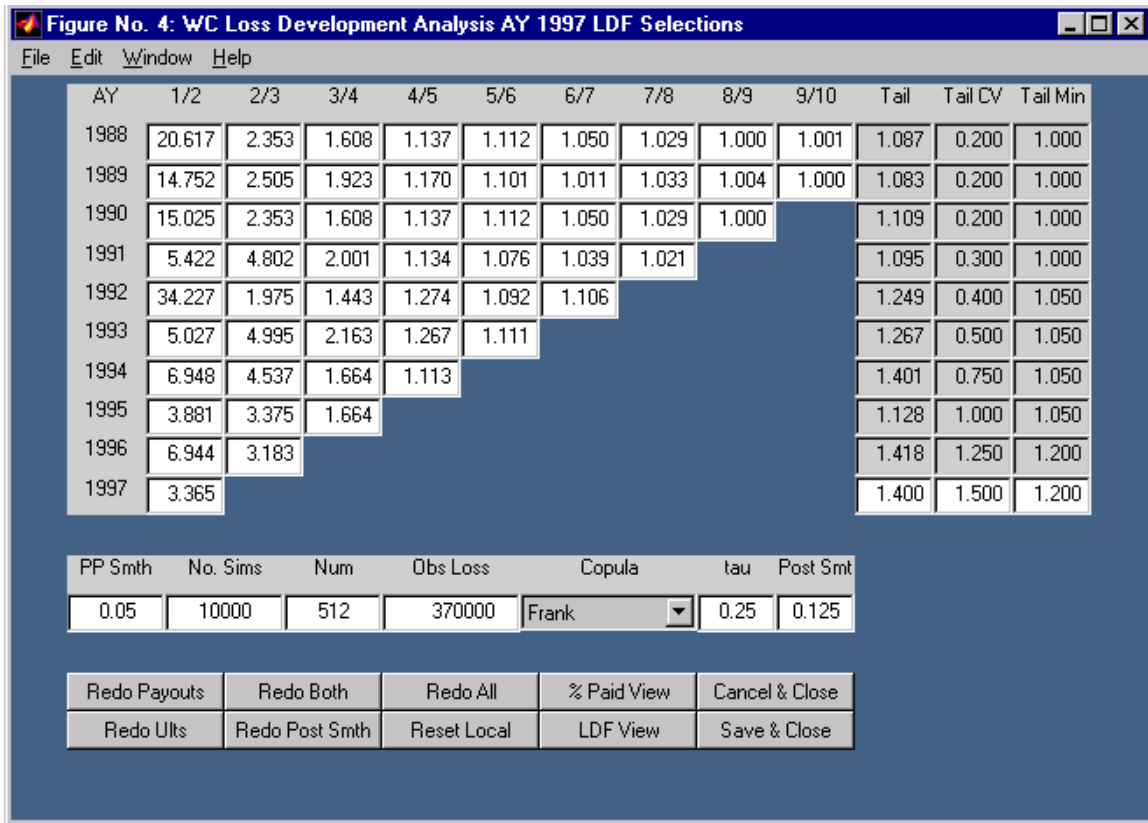 Figure No. 4: WC Loss Development Analysis AY 1997 LDF Selections
File Edit Window Help
AY 1/2 2/3 3/4 4/5 5/6 6/7 7/8 8/9 9/10 Tail Tail CV Tail Min
1988 20.617 2.353 1.608 1.137 1.112 1.050 1.029 1.000 1.001 1.087 0.200 1.000
1989 14.752 2.505 1.923 1.170 1.101 1.011 1.033 1.004 1.000 1.083 0.200 1.000
1990 15.025 2.353 1.608 1.137 1.112 1.050 1.029 1.000 1.109 0.200 1.000
1991 5.422 4.802 2.001 1.134 1.076 1.039 1.021 1.095 0.300 1.000
1992 34.227 1.975 1.443 1.274 1.092 1.106 1.249 0.400 1.050
1993 5.027 4.995 2.163 1.267 1.111 1.267 0.500 1.050
1994 6.948 4.537 1.664 1.113 1.401 0.750 1.050
1995 3.881 3.375 1.664 1.128 1.000 1.050
1996 6.944 3.183 1.418 1.250 1.200
1997 3.365 1.400 1.500 1.200
PP Smth No. Sims Num Obs Loss Copula tau Post Smt
0.05 10000 512 370000 Frank 0.25 0.125
Redo Payouts Redo Both Redo All % Paid View Cancel & Close
Redo Ults Redo Post Smth Reset Local LDF View Save & Close